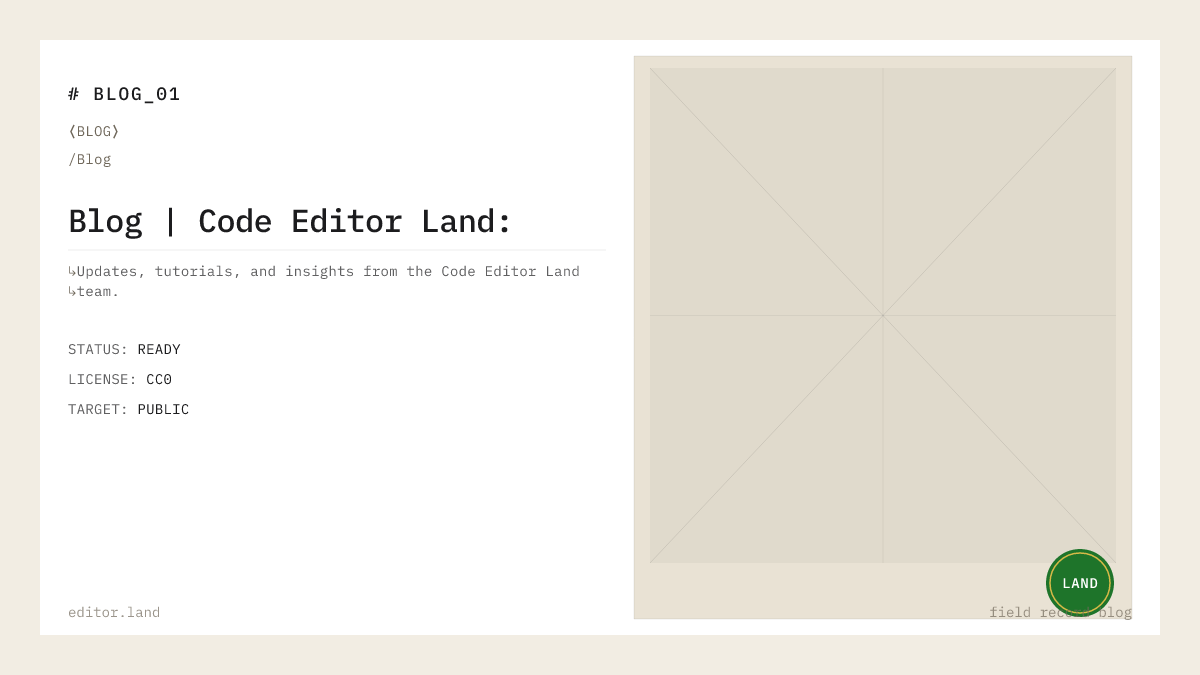 # BLOG_01
⟨BLOG⟩
/Blog
Blog | Code Editor Land:
↳Updates, tutorials, and insights from the Code Editor Land
↳team.
STATUS: READY
LICENSE: CC0
TARGET: PUBLIC
LAND
editor.land
field record blog